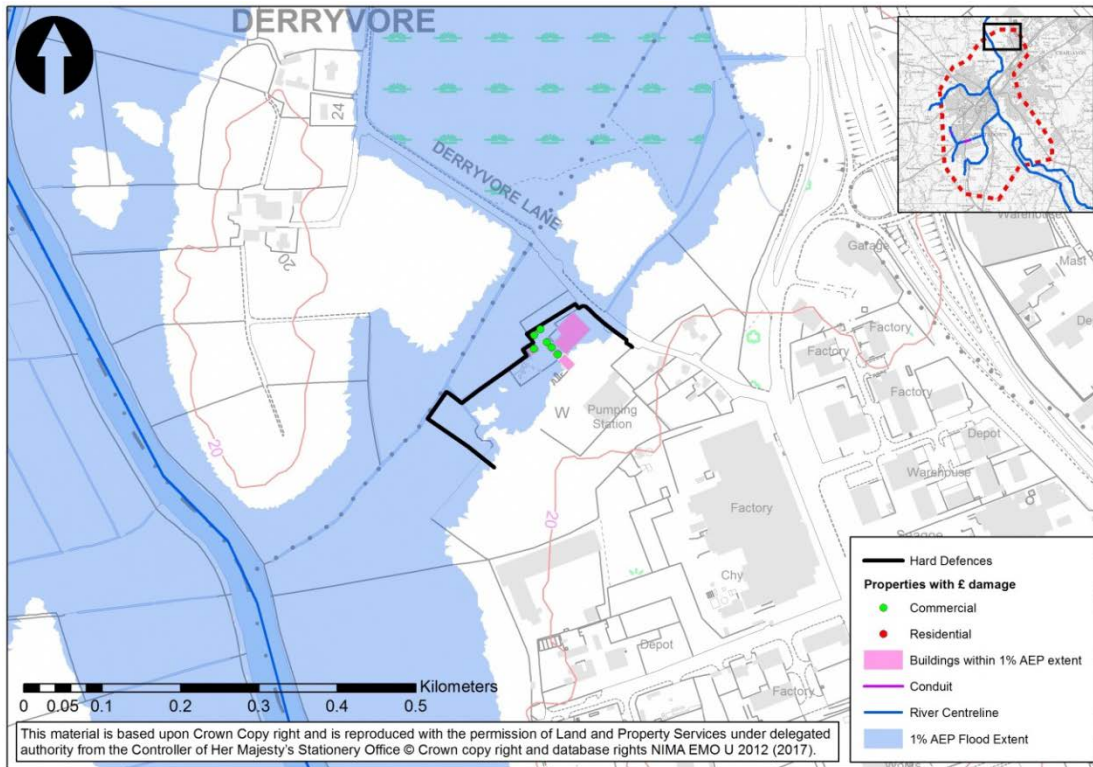 DERRYVORE
24
DERRYVORE LANE
20
20
W
Pumping
Station
20
Garage
Warehouse
Mast
De
Factory
Factory
Factory
Depot
Warehouse
Seagoe
Factory
Chy
Depot
Factory
Works
Hard Defences
Properties with £ damage
Commercial
Residential
Buildings within 1% AEP extent
Conduit
River Centreline
1% AEP Flood Extent
Kilometers
0 0.05 0.1 0.2 0.3 0.4 0.5
This material is based upon Crown Copy right and is reproduced with the permission of Land and Property Services under delegated
authority from the Controller of Her Majesty's Stationery Office © Crown copy right and database rights NIMA EMO U 2012 (2017).